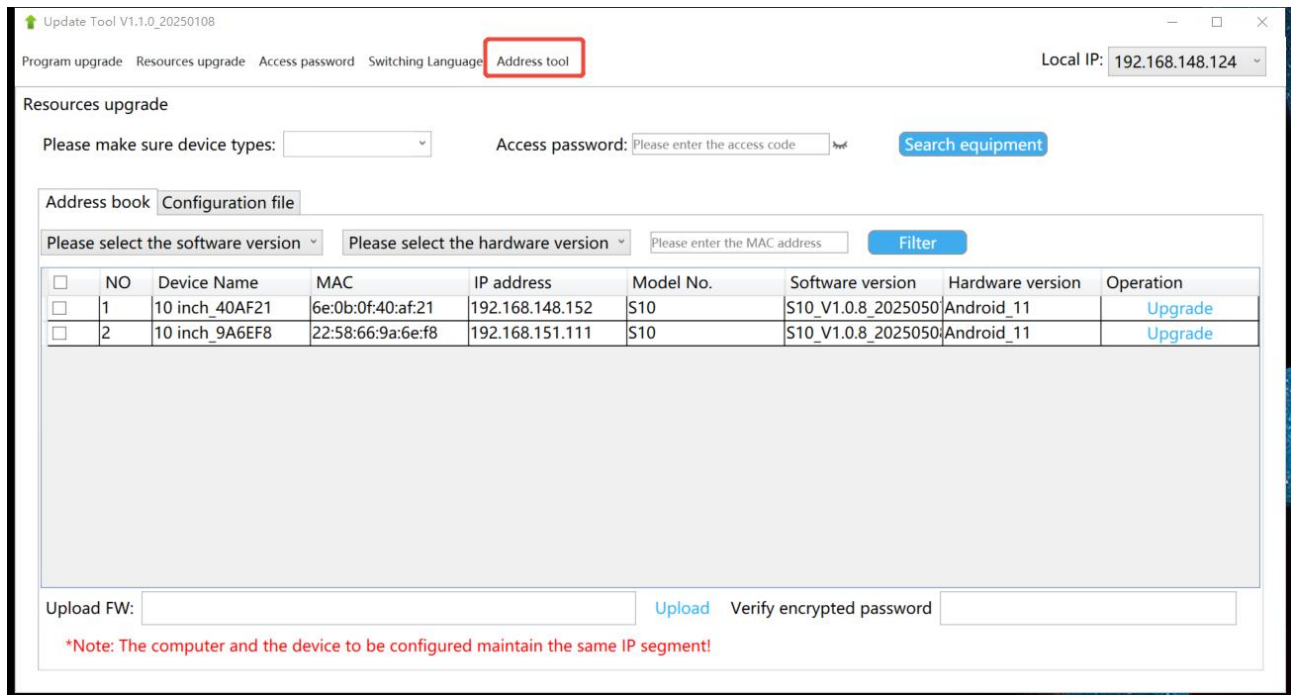 Update Tool V1.1.0_20250108
Program upgrade Resources upgrade Access password Switching Language Address tool Local IP: 192.168.148.124
Resources upgrade
Please make sure device types: Access password: Please enter the access code Search equipment
Address book Configuration file
Please select the software version Please select the hardware version Please enter the MAC address Filter
NO Device Name MAC IP address Model No. Software version Hardware version Operation
1 10 inch_40AF21 6e:0b:0f:40:af:21 192.168.148.152 S10 S10_V1.0.8_2025050 Android_11 Upgrade
2 10 inch_9A6EF8 22:58:66:9a:6e:f8 192.168.151.111 S10 S10_V1.0.8_2025050 Android_11 Upgrade
Upload FW: Upload Verify encrypted password
*Note: The computer and the device to be configured maintain the same IP segment!